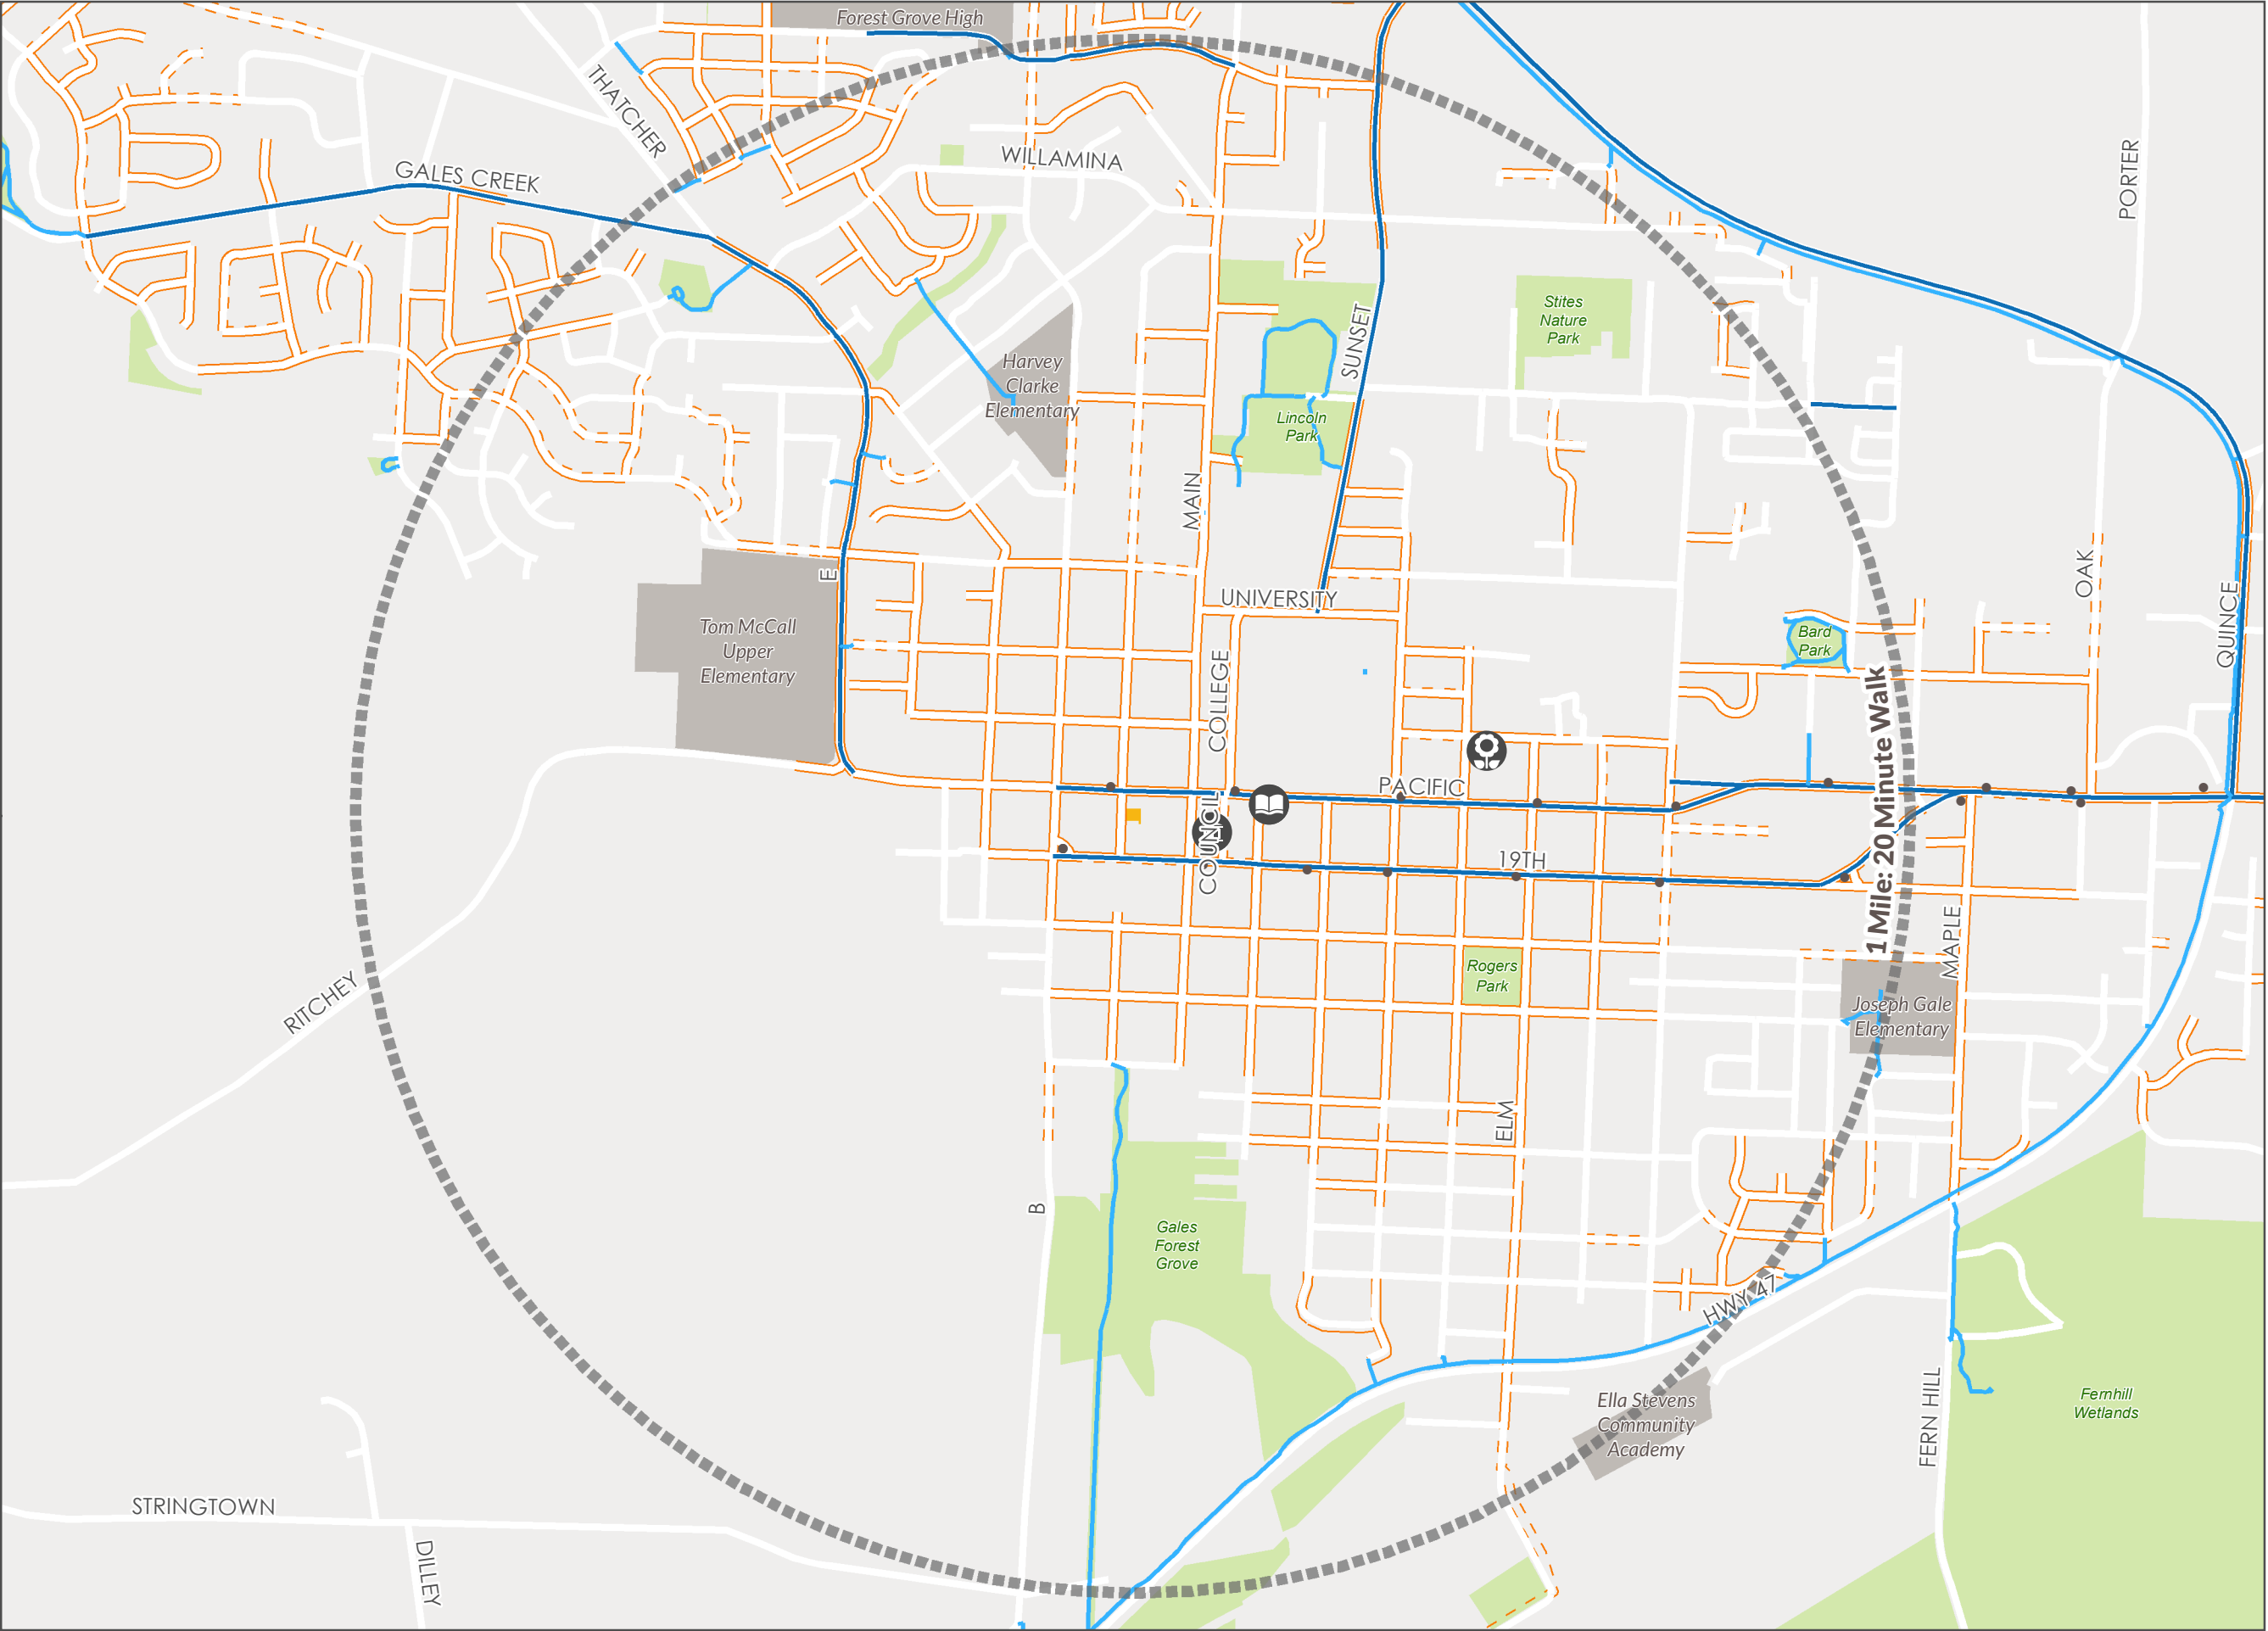 Forest Grove High
THATCHER
WILLAMINA
GALES CREEK
PORTER
Stites
Nature
Park
SUNSET
Harvey
Clarke
Elementary
Lincoln
Park
MAIN
OAK
E
UNIVERSITY
QUINCE
Tom McCall
Upper
Elementary
Bard
Park
COLLEGE
1 Mile: 20 Minute Walk
PACIFIC
COUNCIL
19TH
MAPLE
Rogers
Park
RITCHEY
Joseph Gale
Elementary
ELM
B
Gales
Forest
Grove
HWY 47
Ella Stevens
Community
Academy
FERN HILL
Fernhill
Wetlands
STRINGTOWN
DILLEY